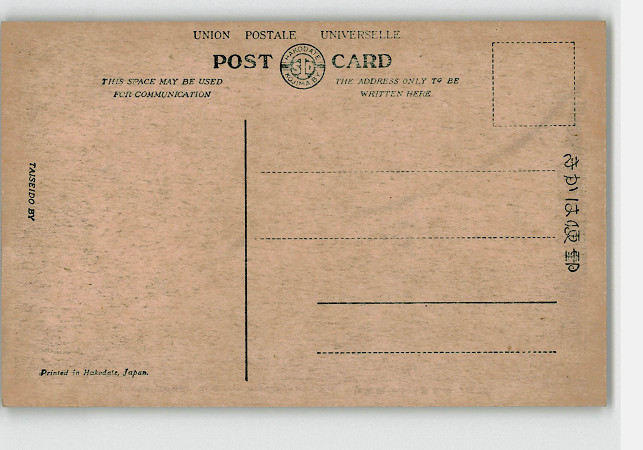 UNION POSTALE UNIVERSELLE
POST CARD
HAKODATE
KOJIMA BY
THIS SPACE MAY BE USED
FOR COMMUNICATION
THE ADDRESS ONLY TO BE
WRITTEN HERE.
TAISEIDO BY
きかは便郵
Printed in Hakodate, Japan.